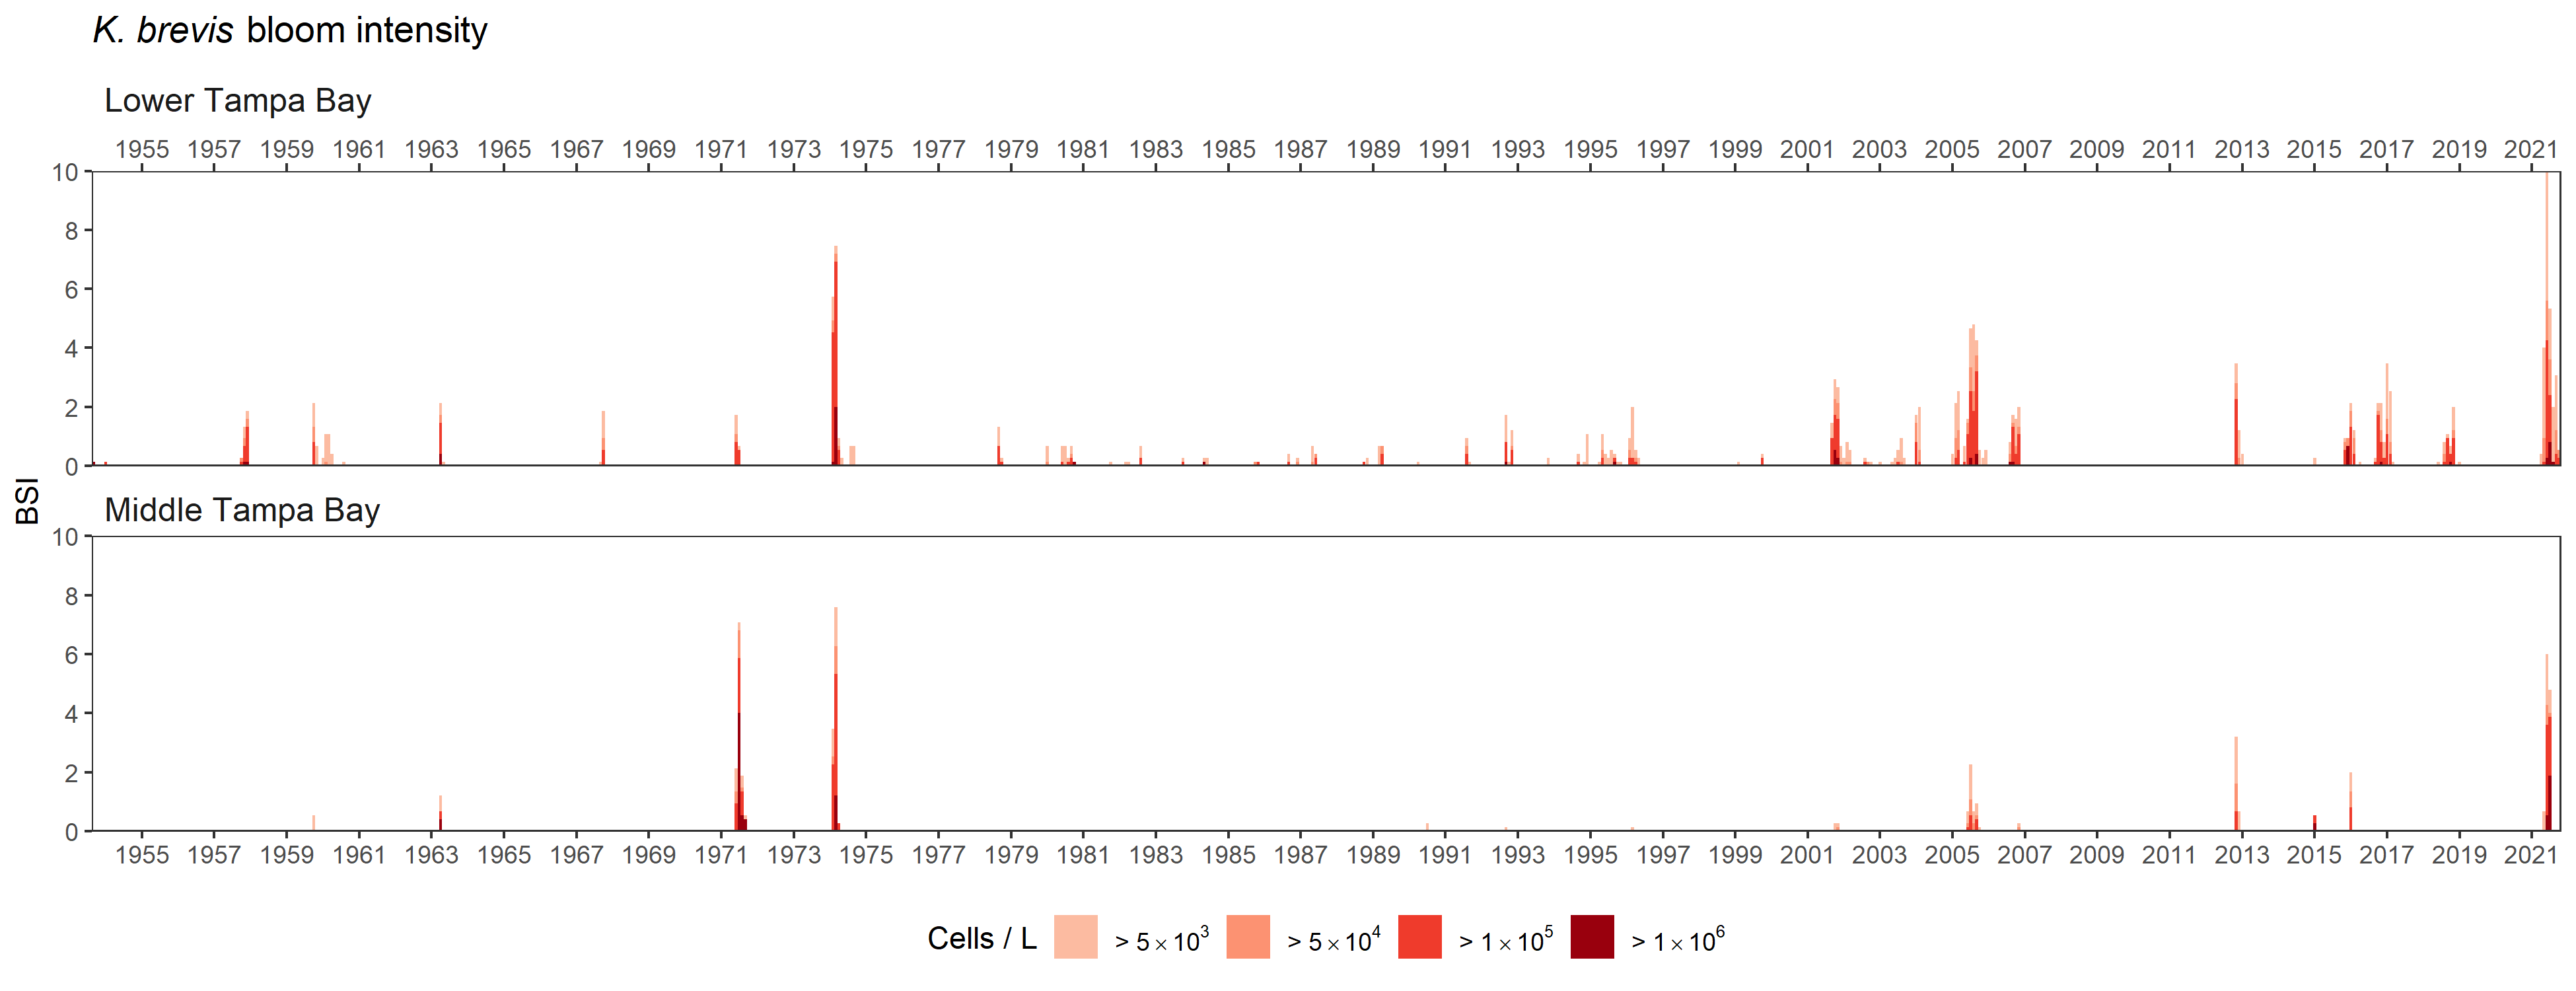 K. brevis bloom intensity
Lower Tampa Bay
1955 1957 1959 1961 1963 1965 1967 1969 1971 1973 1975 1977 1979 1981 1983 1985 1987 1989 1991 1993 1995 1997 1999 2001 2003 2005 2007 2009 2011 2013 2015 2017 2019 2021
10
8
6
4
2
0
BSI
Middle Tampa Bay
10
8
6
4
2
0
1955 1957 1959 1961 1963 1965 1967 1969 1971 1973 1975 1977 1979 1981 1983 1985 1987 1989 1991 1993 1995 1997 1999 2001 2003 2005 2007 2009 2011 2013 2015 2017 2019 2021
Cells / L > 5 × 10³ > 5 × 10⁴ > 1 × 10⁵ > 1 × 10⁶